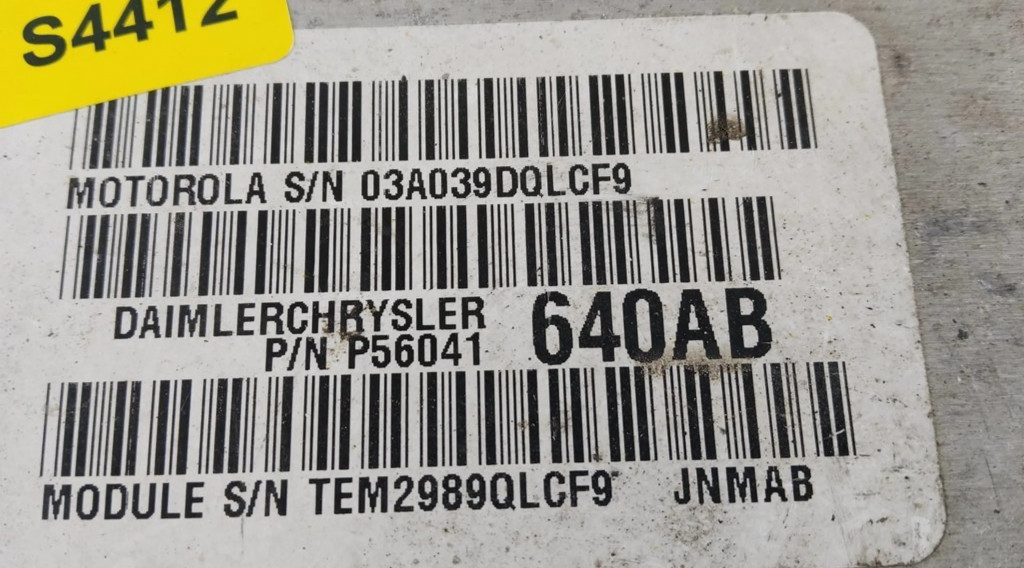 S4412
MOTOROLA S/N 03A039DQLCF9
DAIMLERCHRYSLER
P/N P56041 640AB
MODULE S/N TEM2989QLCF9 JNMAB